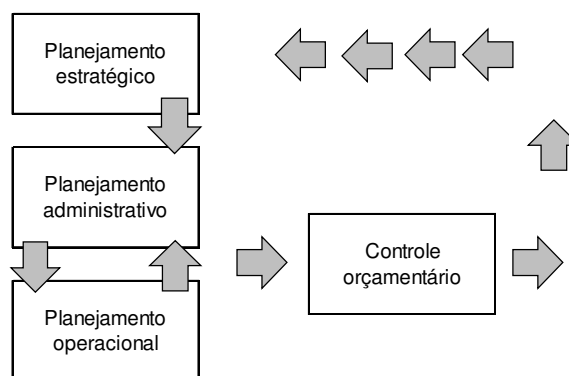 Planejamento
estratégico
Planejamento
administrativo
Controle
orçamentário
Planejamento
operacional